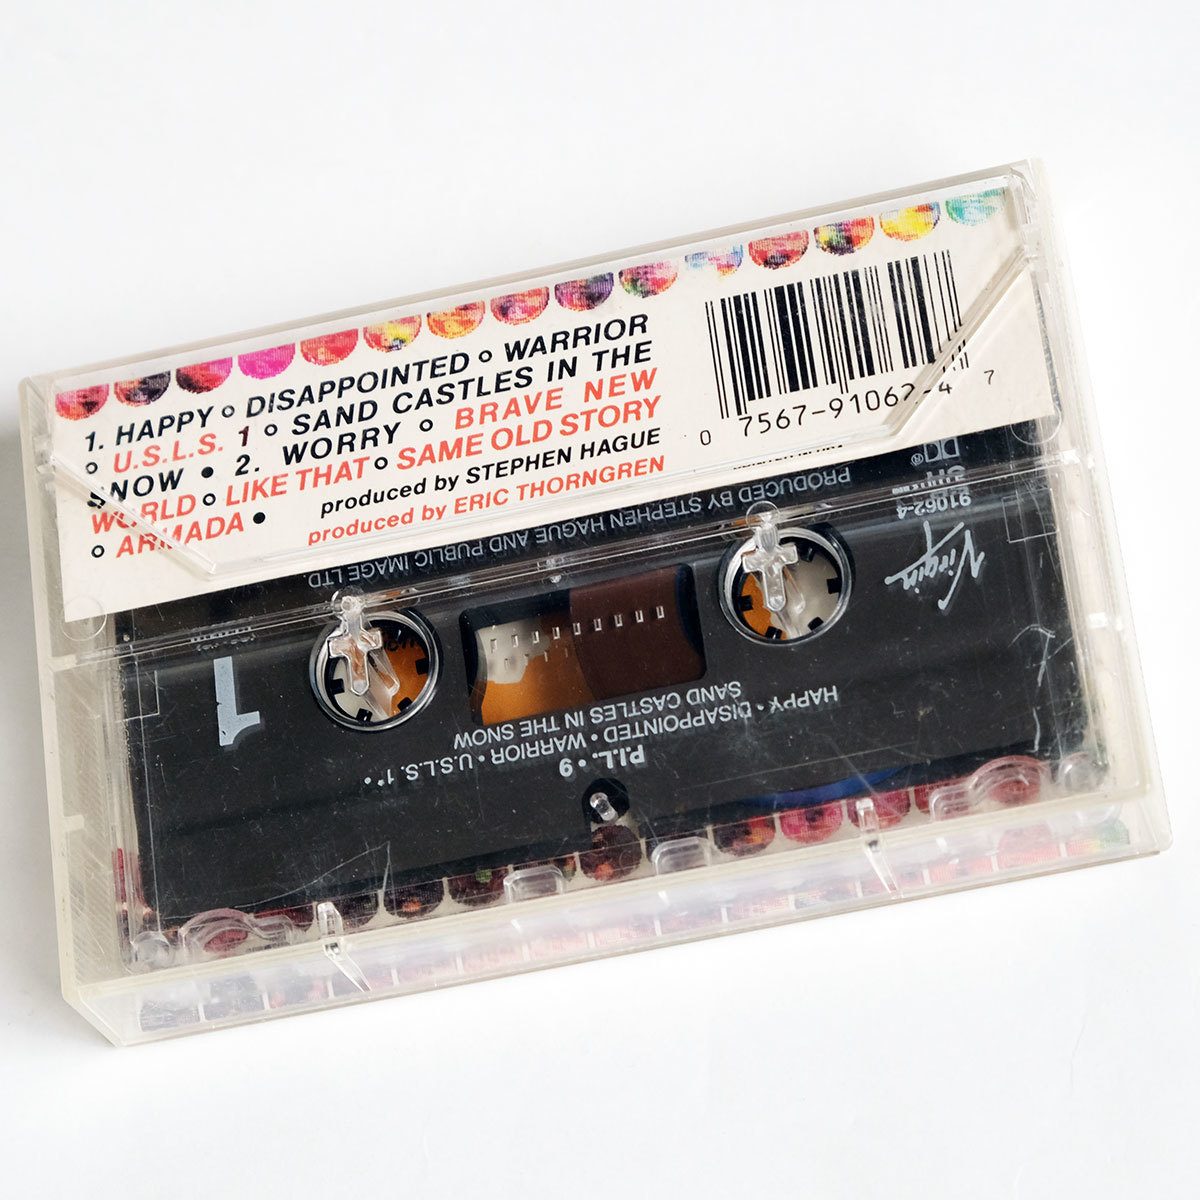 1. HAPPY ° DISAPPOINTED ° WARRIOR
° U.S.L.S. 1 ° SAND CASTLES IN THE
SNOW • 2. WORRY ° BRAVE NEW
WORLD ° LIKE THAT ° SAME OLD STORY
° ARMADA •
produced by STEPHEN HAGUE
produced by ERIC THORNGREN
0 7567-91062-4 7
91062-4
PRODUCED BY STEPHEN HAGUE AND PUBLIC IMAGE LTD.
Virgin
1
P.I.L. • 9
HAPPY • DISAPPOINTED • WARRIOR • U.S.L.S. 1" •
SAND CASTLES IN THE SNOW